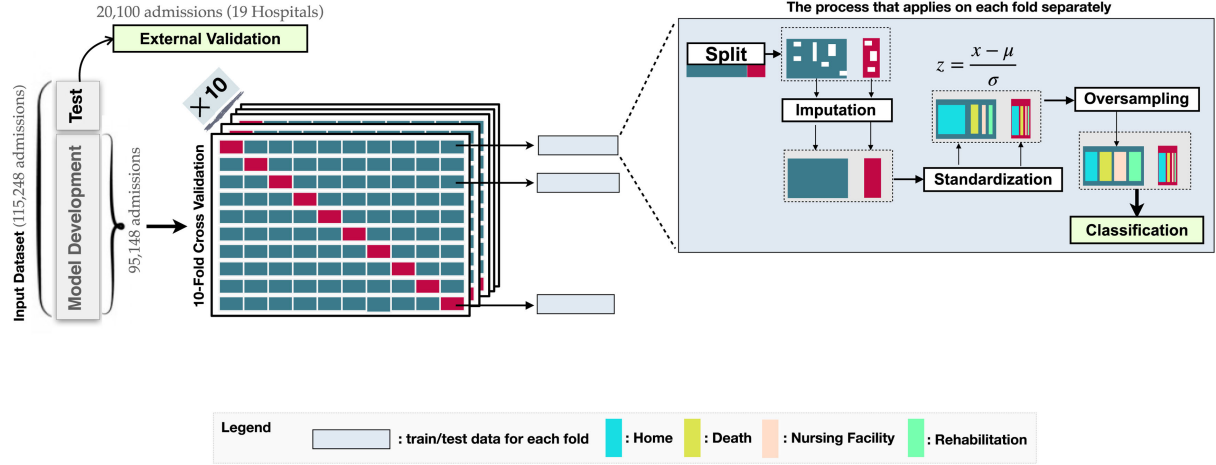 20,100 admissions (19 Hospitals)
External Validation
Input Dataset (115,248 admissions)
Test
Model Development
95,148 admissions
× 10
10-Fold Cross Validation
The process that applies on each fold separately
Split
Imputation
z = x − μ / σ
Standardization
Oversampling
Classification
Legend
: train/test data for each fold
: Home
: Death
: Nursing Facility
: Rehabilitation